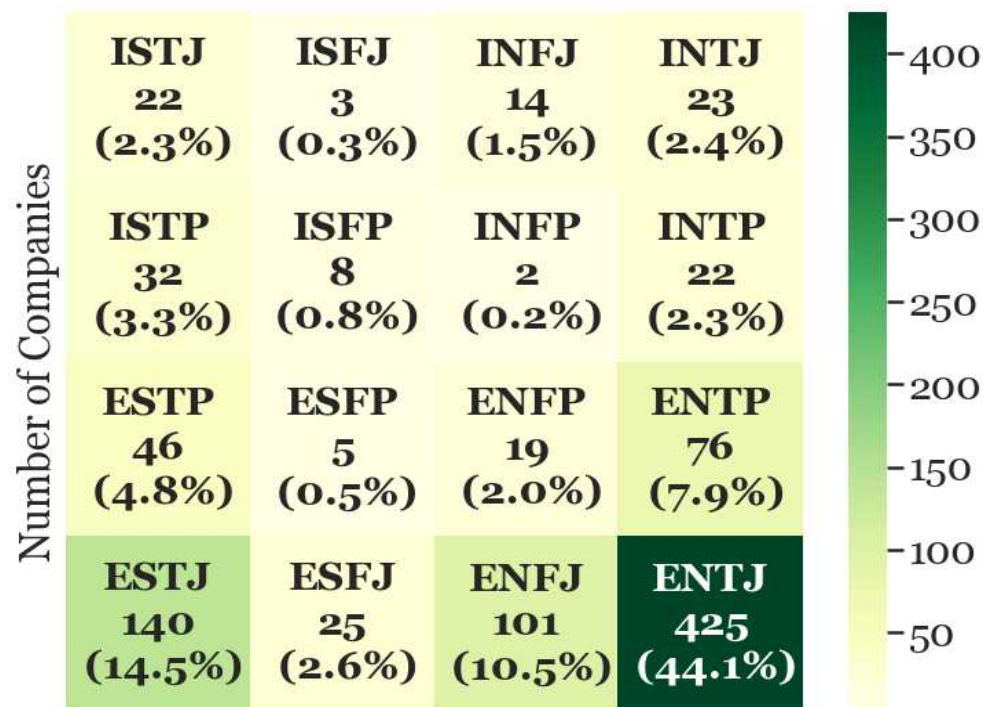 Number of Companies
ISTJ
22
(2.3%)
ISFJ
3
(0.3%)
INFJ
14
(1.5%)
INTJ
23
(2.4%)
ISTP
32
(3.3%)
ISFP
8
(0.8%)
INFP
2
(0.2%)
INTP
22
(2.3%)
ESTP
46
(4.8%)
ESFP
5
(0.5%)
ENFP
19
(2.0%)
ENTP
76
(7.9%)
ESTJ
140
(14.5%)
ESFJ
25
(2.6%)
ENFJ
101
(10.5%)
ENTJ
425
(44.1%)
400
350
300
250
200
150
100
50